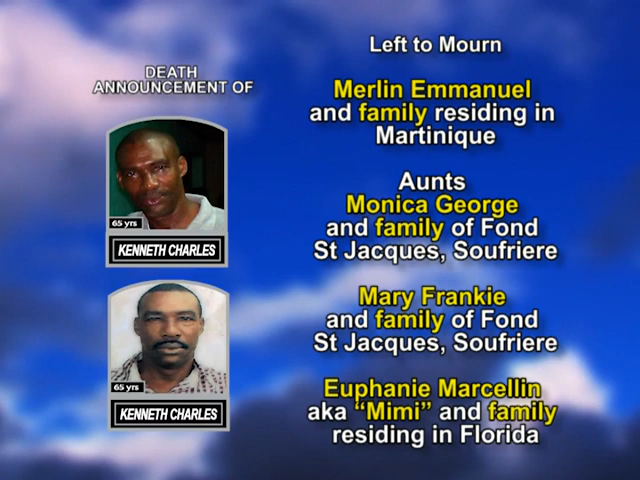 DEATH
ANNOUNCEMENT OF
65 yrs
KENNETH CHARLES
65 yrs
KENNETH CHARLES
Left to Mourn
Merlin Emmanuel
and family residing in
Martinique
Aunts
Monica George
and family of Fond
St Jacques, Soufriere
Mary Frankie
and family of Fond
St Jacques, Soufriere
Euphanie Marcellin
aka “Mimi” and family
residing in Florida